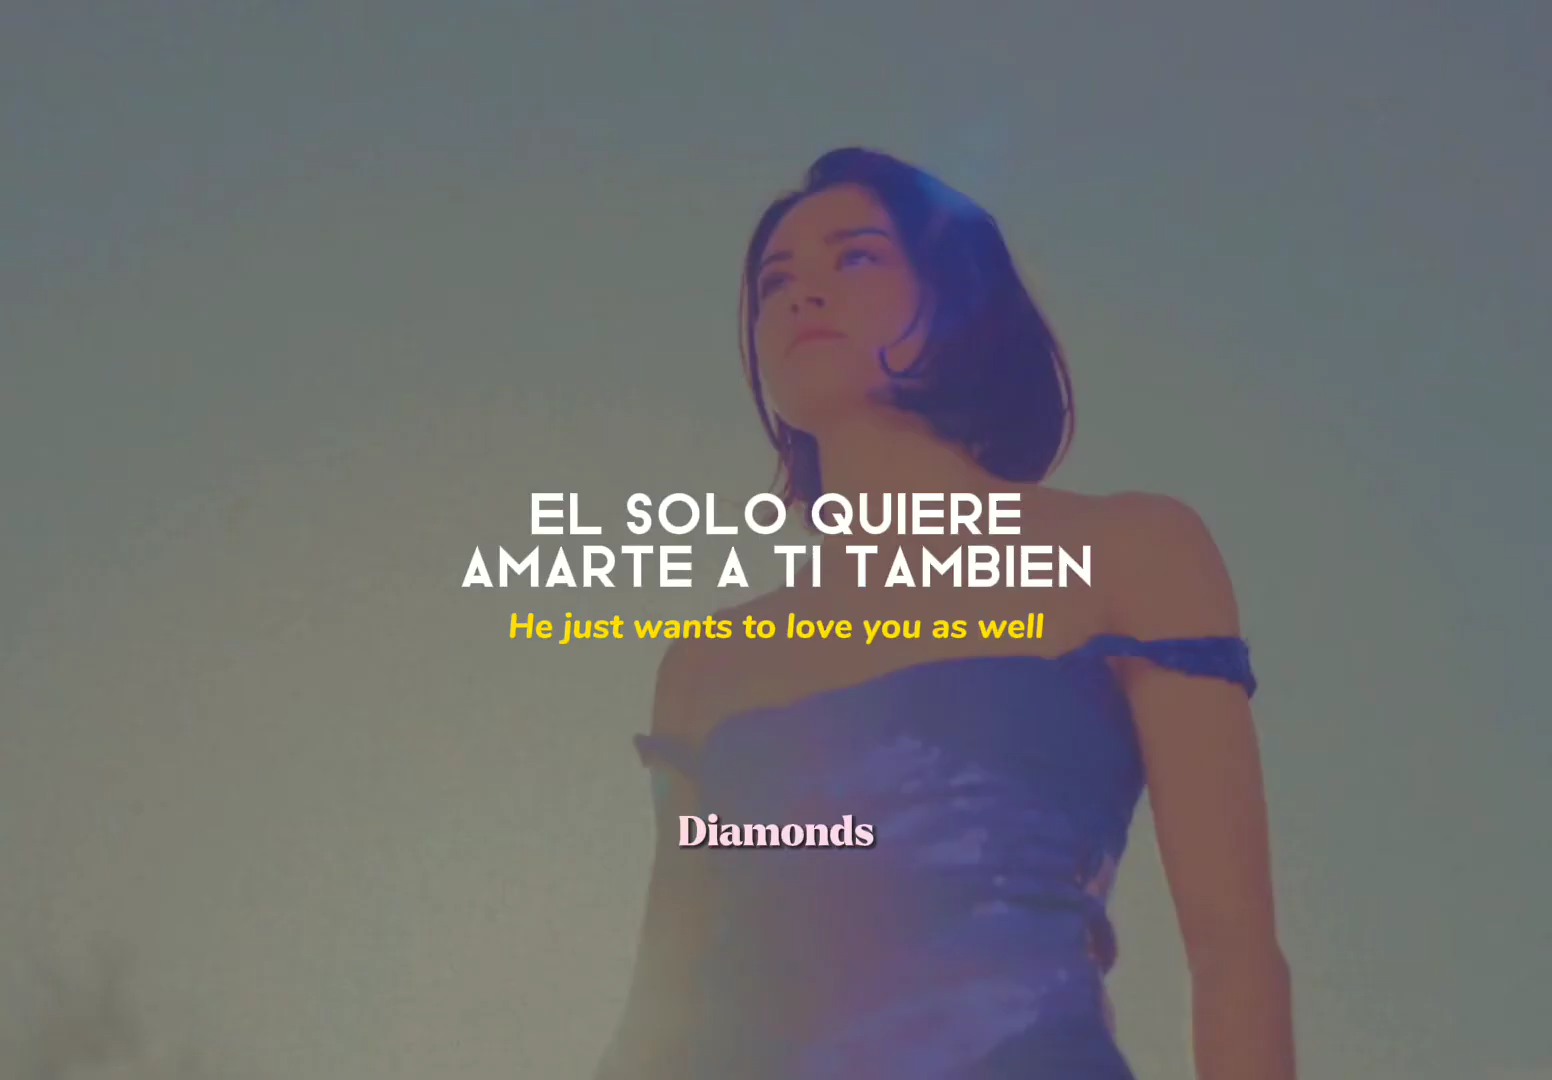 EL SOLO QUIERE
AMARTE A TI TAMBIEN
He just wants to love you as well
Diamonds